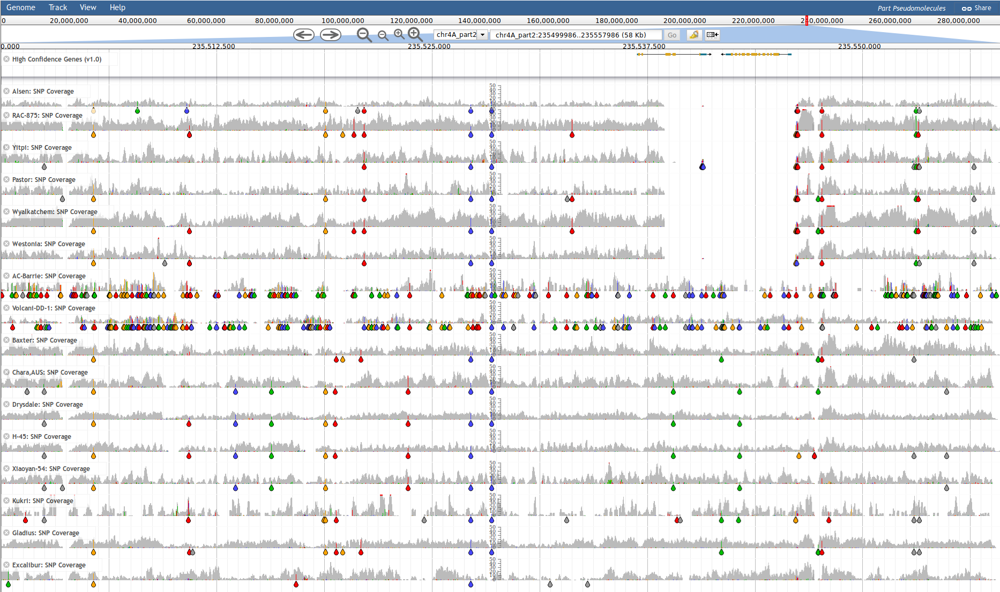 Genome Track View Help Part Pseudomolecules Share
0 20,000,000 40,000,000 60,000,000 80,000,000 100,000,000 120,000,000 140,000,000 160,000,000 180,000,000 200,000,000 220,000,000 240,000,000 260,000,000 280,000,000
chr4A_part2 chr4A_part2:235499986..235557986 (58 Kb) Go
0,000 235,512,500 235,525,000 235,537,500 235,550,000
High Confidence Genes (v1.0)
Alsen: SNP Coverage
50 40 30 20 10 0
RAC-875: SNP Coverage
40 30 20 10 0
Yitpi: SNP Coverage
50 40 30 20 10 0
Pastor: SNP Coverage
50 40 30 20 10 0
Wyalkatchem: SNP Coverage
50 40 30 20 10 0
Westonia: SNP Coverage
50 40 30 20 10 0
AC-Barrie: SNP Coverage
50 40 30 20 10 0
Volcani-DD-1: SNP Coverage
50 40 30 20 10 0
Baxter: SNP Coverage
50 40 30 20 10 0
Chara,AUS: SNP Coverage
50 40 30 20 10 0
Drysdale: SNP Coverage
50 40 30 20 10 0
H-45: SNP Coverage
50 40 30 20 10 0
Xiaoyan-54: SNP Coverage
50 40 30 20 10 0
Kukri: SNP Coverage
50 40 30 20 10 0
Gladius: SNP Coverage
50 40 30 20 10 0
Excalibur: SNP Coverage
50 40 30 20 10 0